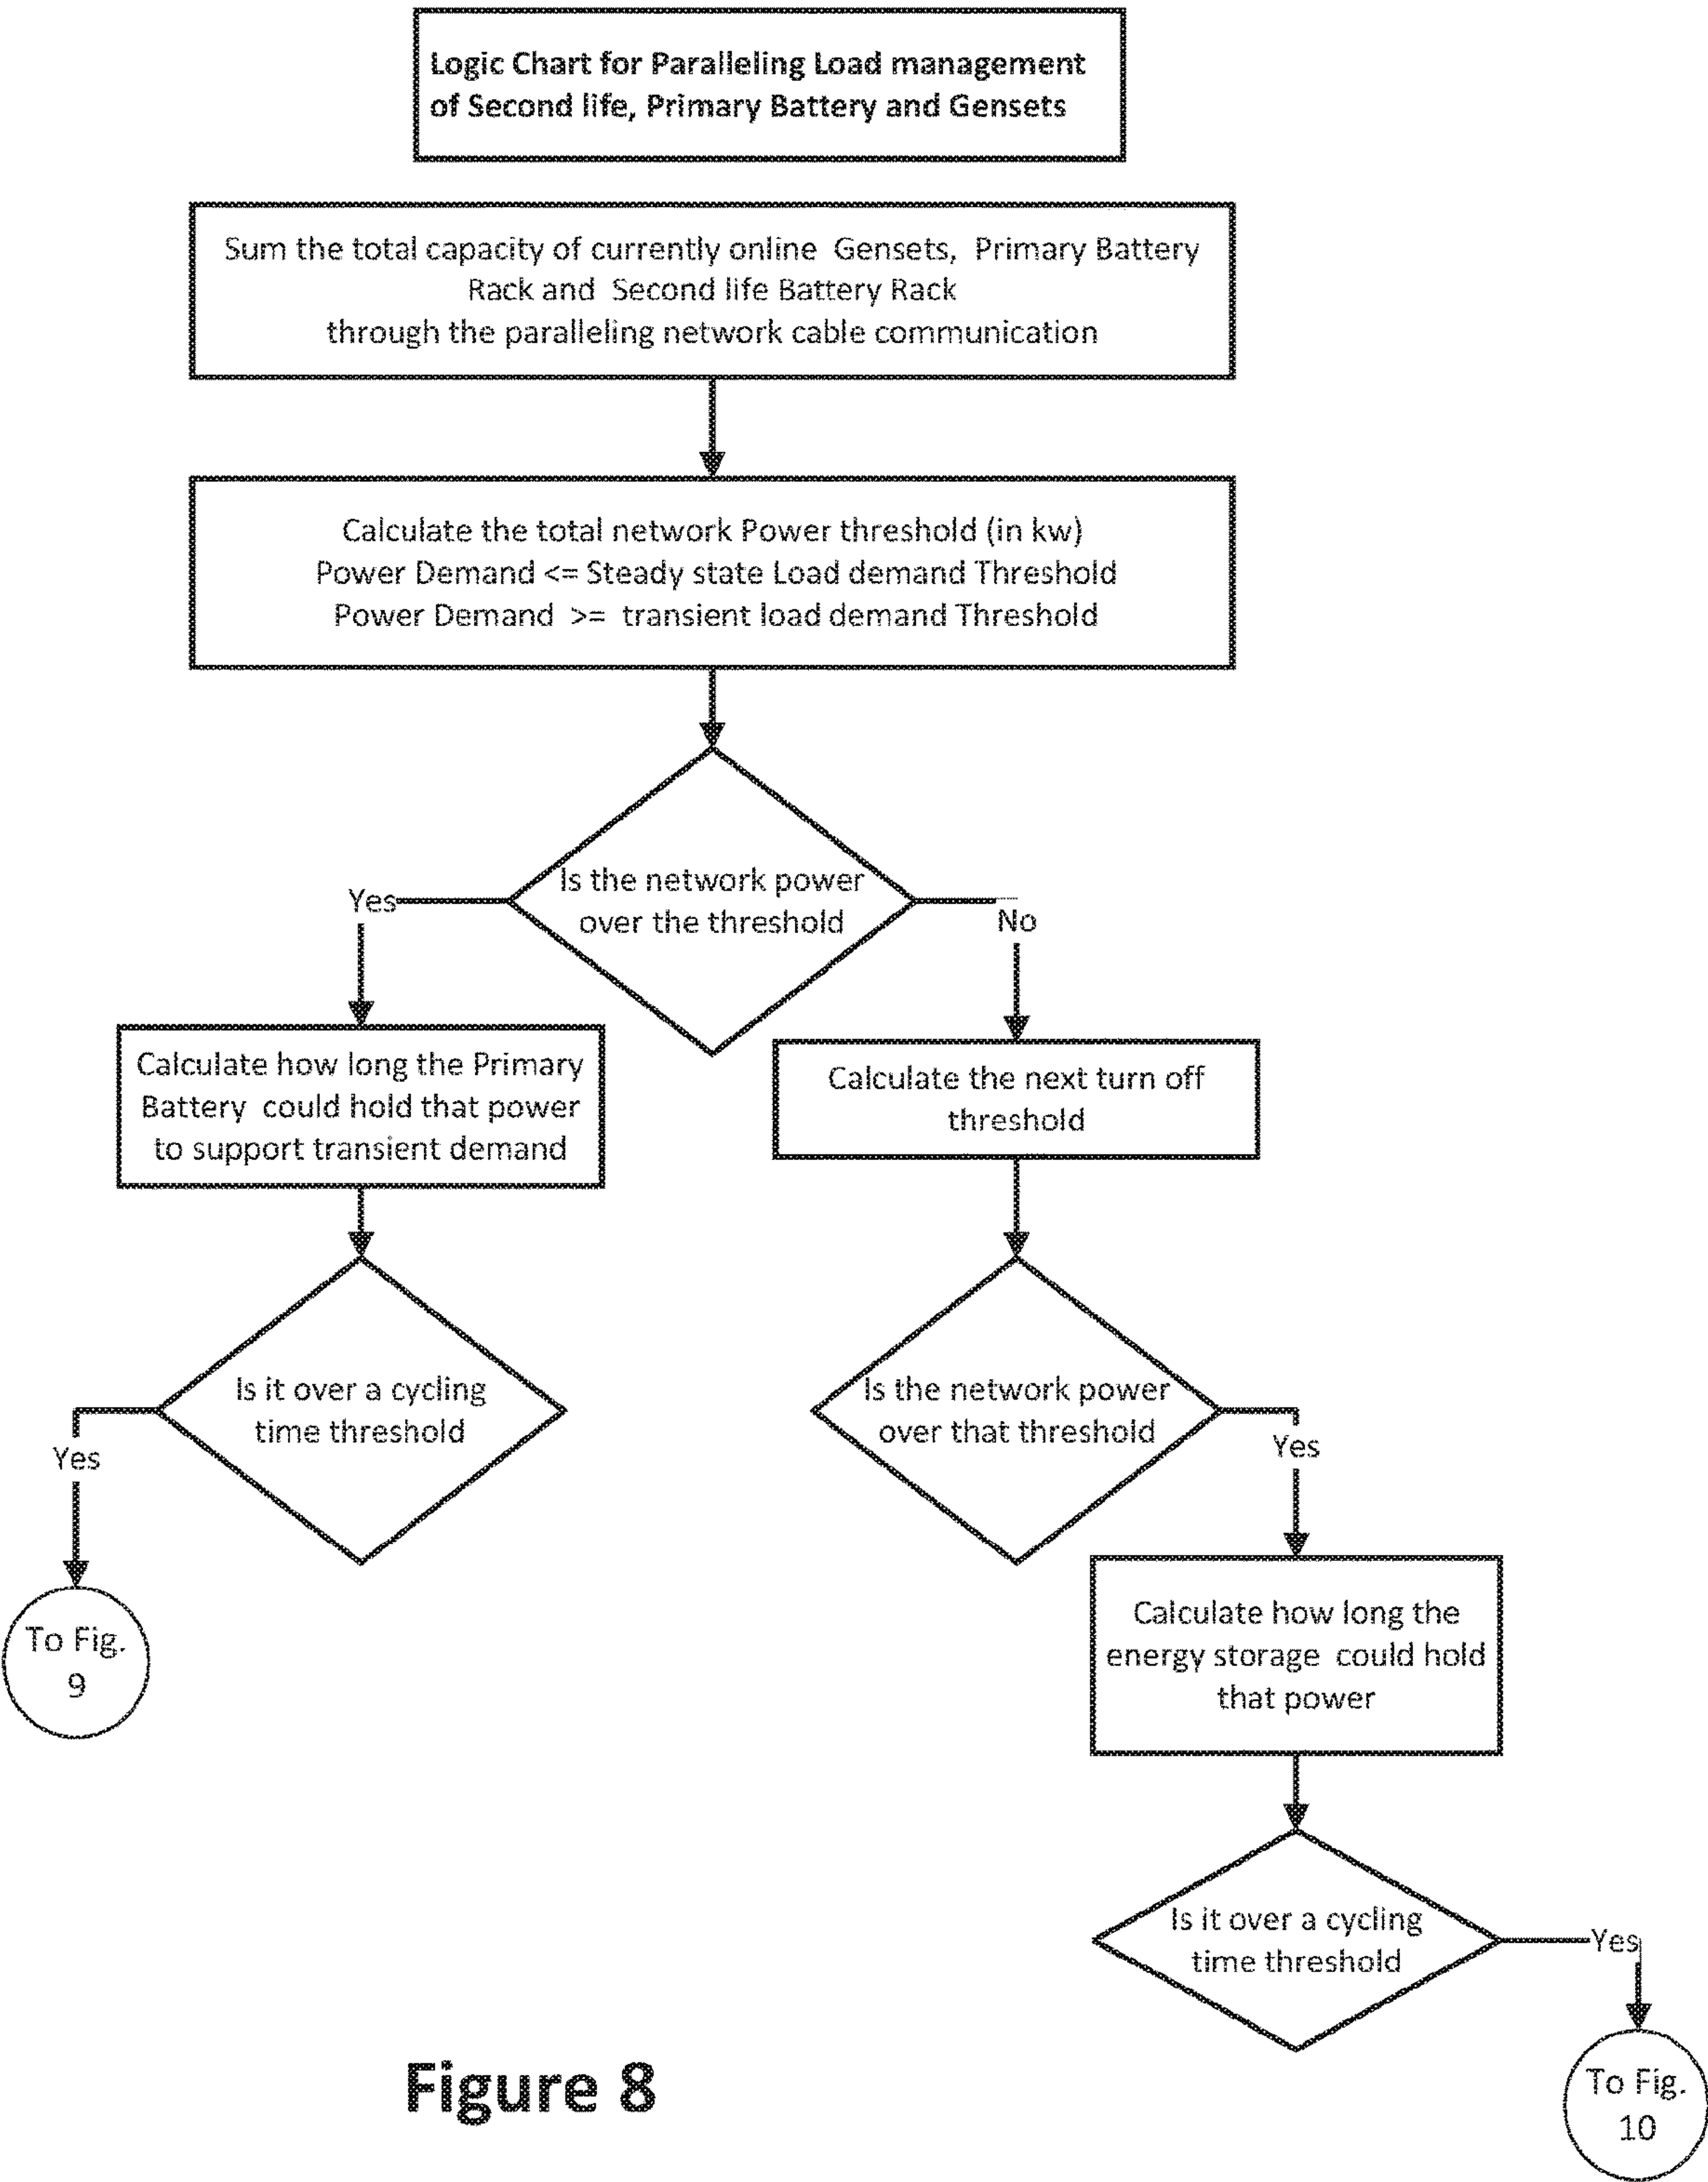 Logic Chart for Paralleling Load management
of Second life, Primary Battery and Gensets
Sum the total capacity of currently online Gensets, Primary Battery
Rack and Second life Battery Rack
through the paralleling network cable communication
Calculate the total network Power threshold (in kw)
Power Demand <= Steady state Load demand Threshold
Power Demand >= transient load demand Threshold
Is the network power
over the threshold
Yes
No
Calculate how long the Primary
Battery could hold that power
to support transient demand
Calculate the next turn off
threshold
Is it over a cycling
time threshold
Yes
Is the network power
over that threshold
Yes
To Fig.
9
Calculate how long the
energy storage could hold
that power
Is it over a cycling
time threshold
Yes
To Fig.
10
Figure 8